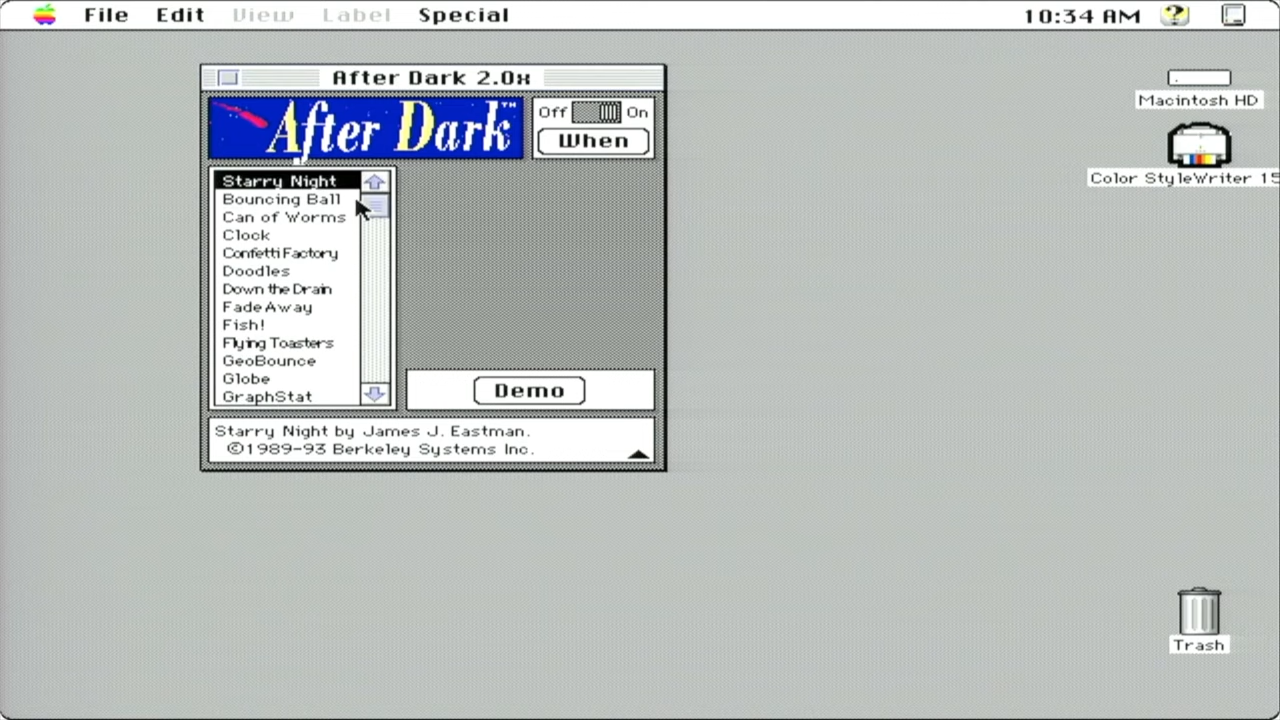 File Edit View Label Special 10:34 AM
After Dark 2.0x
After Dark™
Off On
When
Starry Night
Bouncing Ball
Can of Worms
Clock
Confetti Factory
Doodles
Down the Drain
Fade Away
Fish!
Flying Toasters
GeoBounce
Globe
GraphStat
Demo
Starry Night by James J. Eastman.
©1989-93 Berkeley Systems Inc.
Macintosh HD
Color StyleWriter 15
Trash